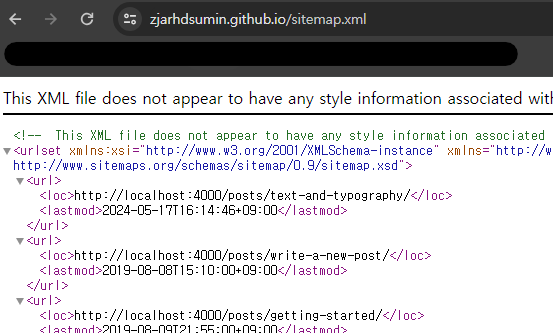 zjarhdsumin.github.io/sitemap.xml
This XML file does not appear to have any style information associated with
<!-- This XML file does not appear to have any style information associated
▼<urlset xmlns:xsi="http://www.w3.org/2001/XMLSchema-instance" xmlns="http://w
http://www.sitemaps.org/schemas/sitemap/0.9/sitemap.xsd">
▼<url>
<loc>http://localhost:4000/posts/text-and-typography/</loc>
<lastmod>2024-05-17T16:14:46+09:00</lastmod>
</url>
▼<url>
<loc>http://localhost:4000/posts/write-a-new-post/</loc>
<lastmod>2019-08-08T15:10:00+09:00</lastmod>
</url>
▼<url>
<loc>http://localhost:4000/posts/getting-started/</loc>
<lastmod>2019-08-09T21:55:00+09:00</lastmod>